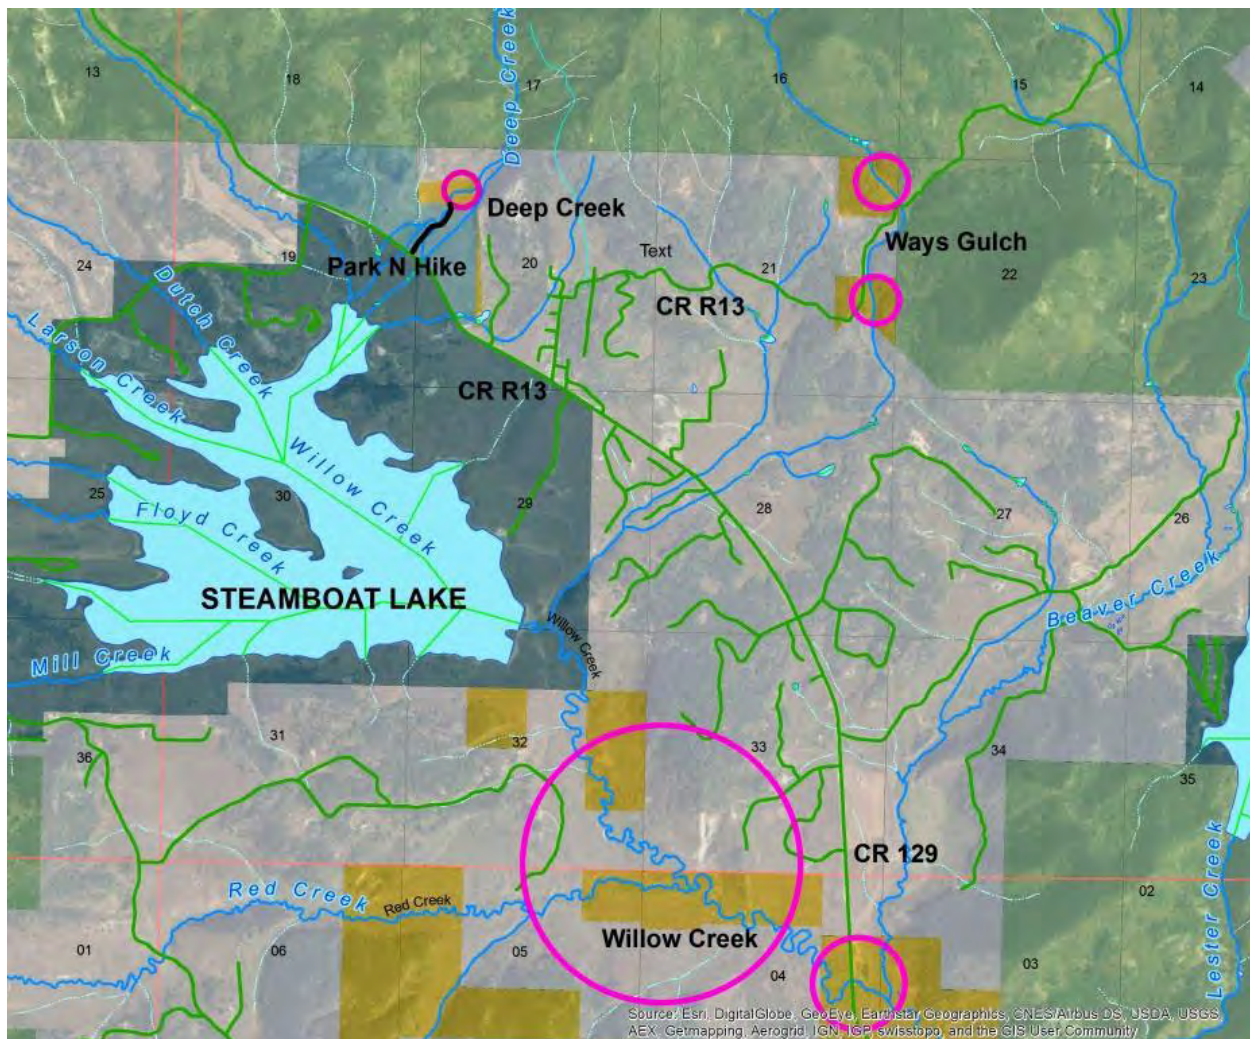 Deep Creek
13
18
17
16
15
14
Deep Creek
Ways Gulch
Text
Park N Hike
24
19
20
21
22
23
CR R13
Dutch Creek
Larson Creek
CR R13
Willow Creek
25
30
29
28
27
26
Floyd Creek
STEAMBOAT LAKE
Beaver Creek
Willow Creek
Mill Creek
31
32
33
34
36
35
CR 129
Red Creek
Red Creek
02
Lester Creek
Willow Creek
01
06
05
04
03
Source: Esri, DigitalGlobe, GeoEye, Earthstar Geographics, CNES/Airbus DS, USDA, USGS,
AEX, Getmapping, Aerogrid, IGN, IGP, swisstopo, and the GIS User Community